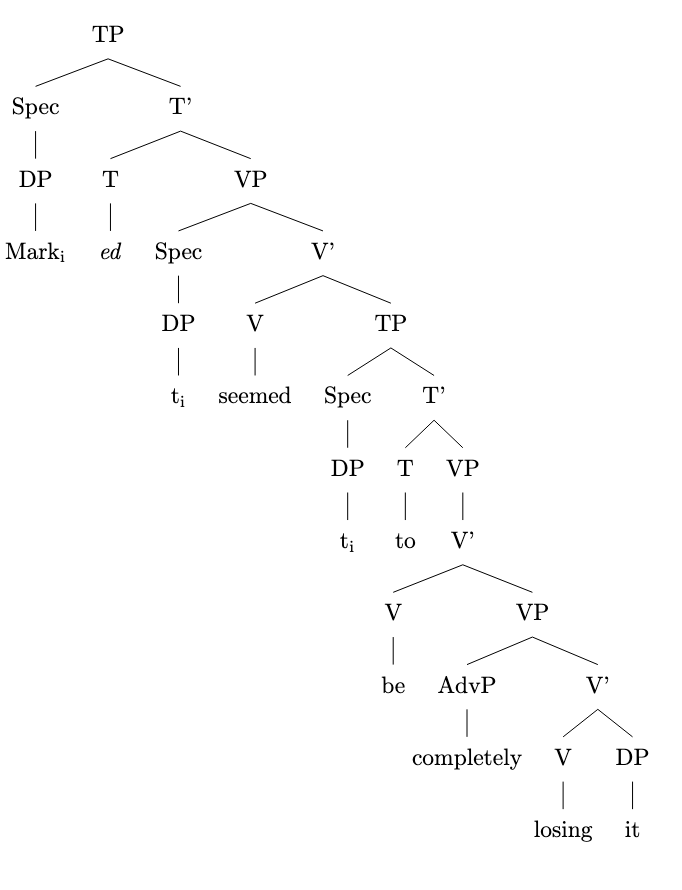 TP
Spec T'
DP T VP
Markᵢ ed Spec V'
DP V TP
tᵢ seemed Spec T'
DP T VP
tᵢ to V'
V VP
be AdvP V'
completely V DP
losing it